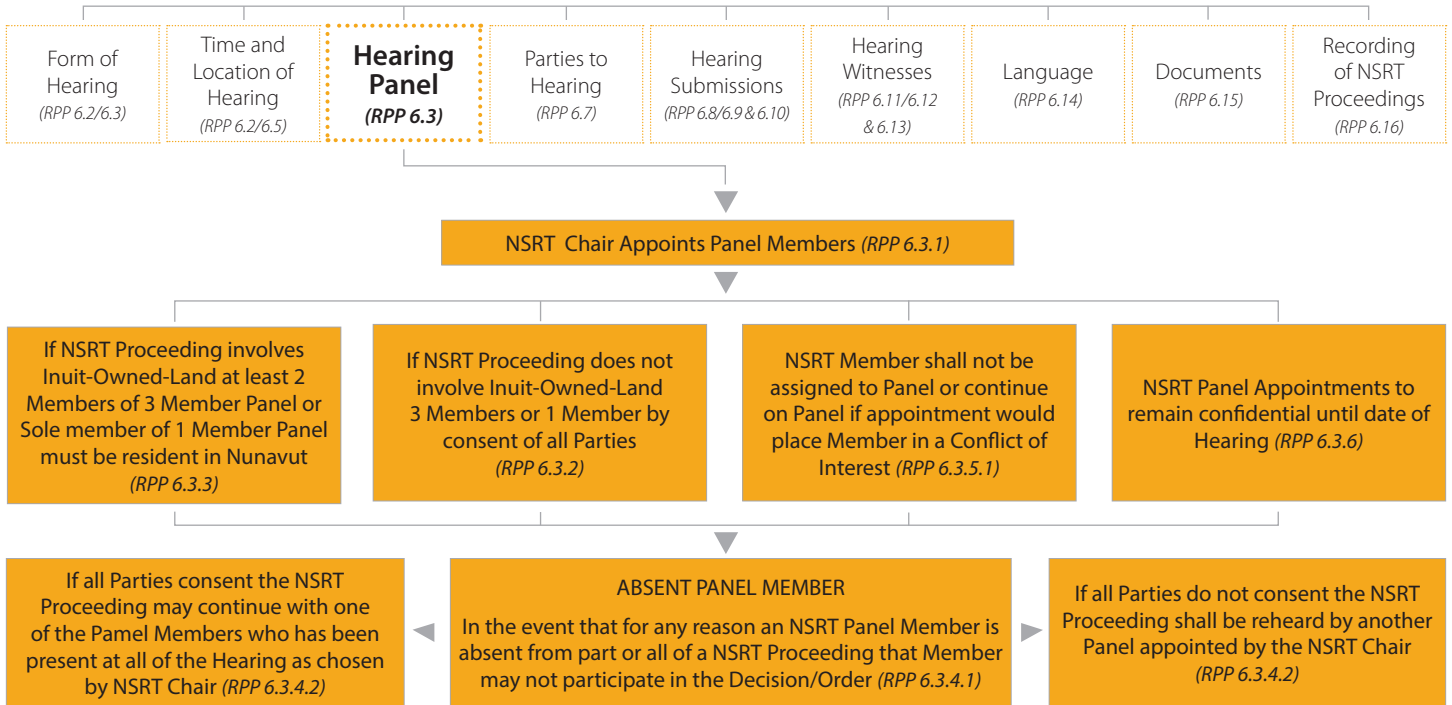 Form of
Hearing
(RPP 6.2/6.3)
Time and
Location of
Hearing
(RPP 6.2/6.5)
Hearing
Panel
(RPP 6.3)
Parties to
Hearing
(RPP 6.7)
Hearing
Submissions
(RPP 6.8/6.9 & 6.10)
Hearing
Witnesses
(RPP 6.11/6.12
& 6.13)
Language
(RPP 6.14)
Documents
(RPP 6.15)
Recording
of NSRT
Proceedings
(RPP 6.16)
NSRT Chair Appoints Panel Members (RPP 6.3.1)
If NSRT Proceeding involves
Inuit-Owned-Land at least 2
Members of 3 Member Panel or
Sole member of 1 Member Panel
must be resident in Nunavut
(RPP 6.3.3)
If NSRT Proceeding does not
involve Inuit-Owned-Land
3 Members or 1 Member by
consent of all Parties
(RPP 6.3.2)
NSRT Member shall not be
assigned to Panel or continue
on Panel if appointment would
place Member in a Conflict of
Interest (RPP 6.3.5.1)
NSRT Panel Appointments to
remain confidential until date of
Hearing (RPP 6.3.6)
If all Parties consent the NSRT
Proceeding may continue with one
of the Pamel Members who has been
present at all of the Hearing as chosen
by NSRT Chair (RPP 6.3.4.2)
ABSENT PANEL MEMBER
In the event that for any reason an NSRT Panel Member is
absent from part or all of a NSRT Proceeding that Member
may not participate in the Decision/Order (RPP 6.3.4.1)
If all Parties do not consent the NSRT
Proceeding shall be reheard by another
Panel appointed by the NSRT Chair
(RPP 6.3.4.2)